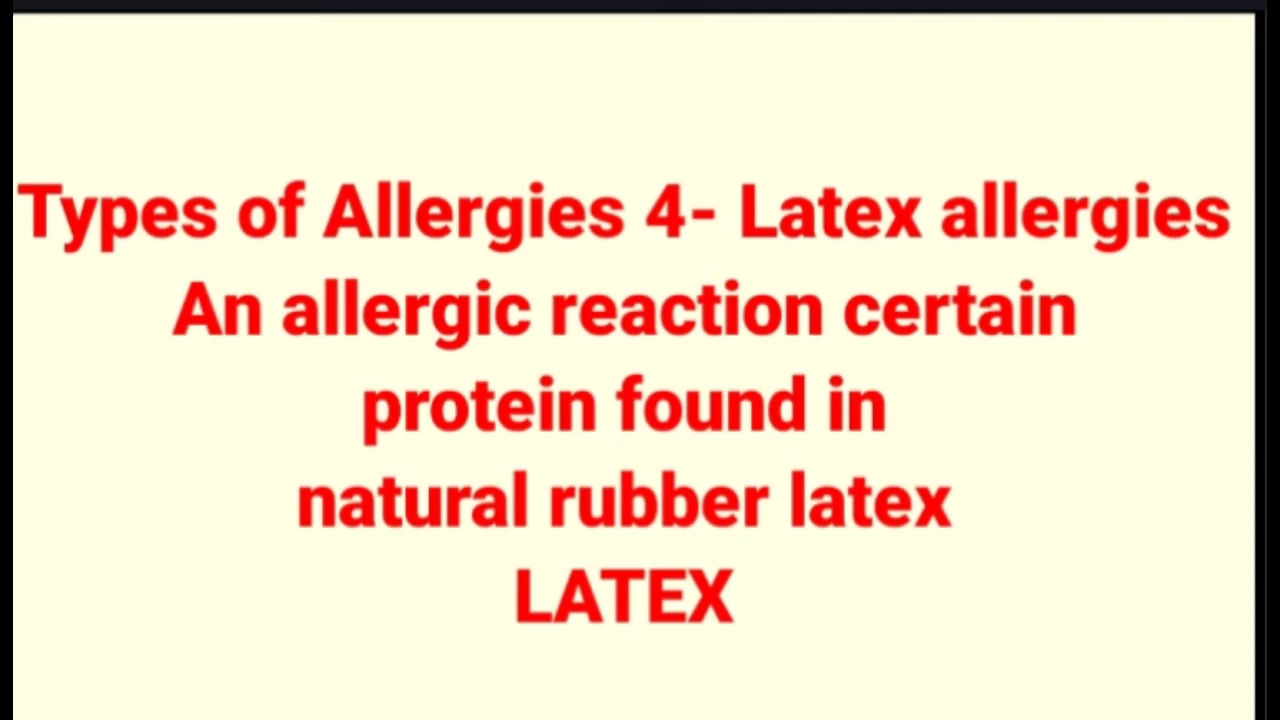 Types of Allergies 4- Latex allergies
An allergic reaction certain
protein found in
natural rubber latex
LATEX